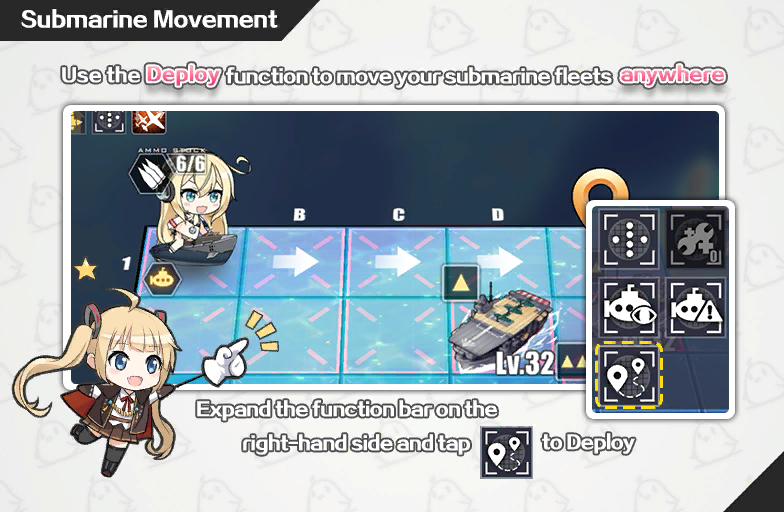 Submarine Movement
Use the Deploy function to move your submarine fleets anywhere
AMMO STOCK
6/6
B C D
1
01
Lv.32
Expand the function bar on the
right-hand side and tap to Deploy